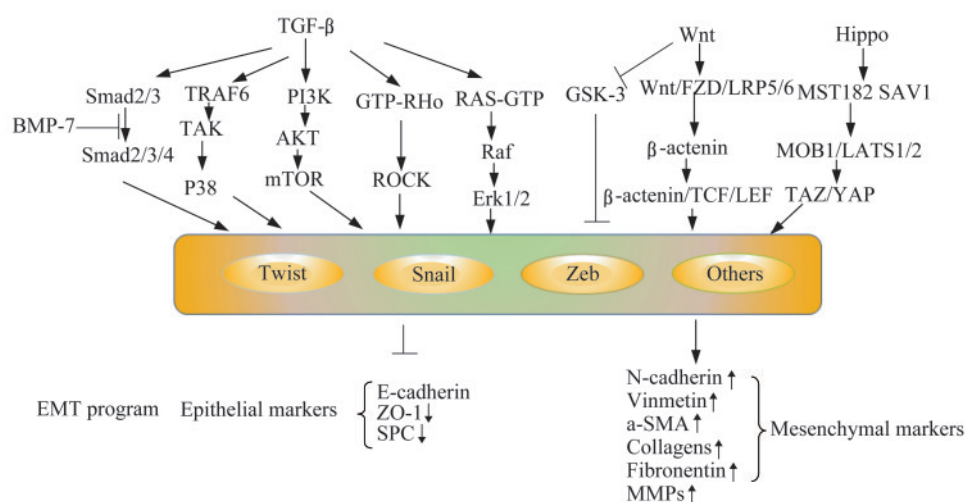 TGF-β
Wnt
Hippo
Smad2/3
TRAF6
PI3K
GTP-RHo
RAS-GTP
GSK-3
Wnt/FZD/LRP5/6
MST182 SAV1
BMP-7
TAK
AKT
Raf
β-actenin
MOB1/LATS1/2
Smad2/3/4
P38
mTOR
ROCK
Erk1/2
β-actenin/TCF/LEF
TAZ/YAP
Twist
Snail
Zeb
Others
EMT program
Epithelial markers
E-cadherin
ZO-1↓
SPC↓
N-cadherin↑
Vinmetin↑
a-SMA↑
Collagens↑
Fibronentin↑
MMPs↑
Mesenchymal markers